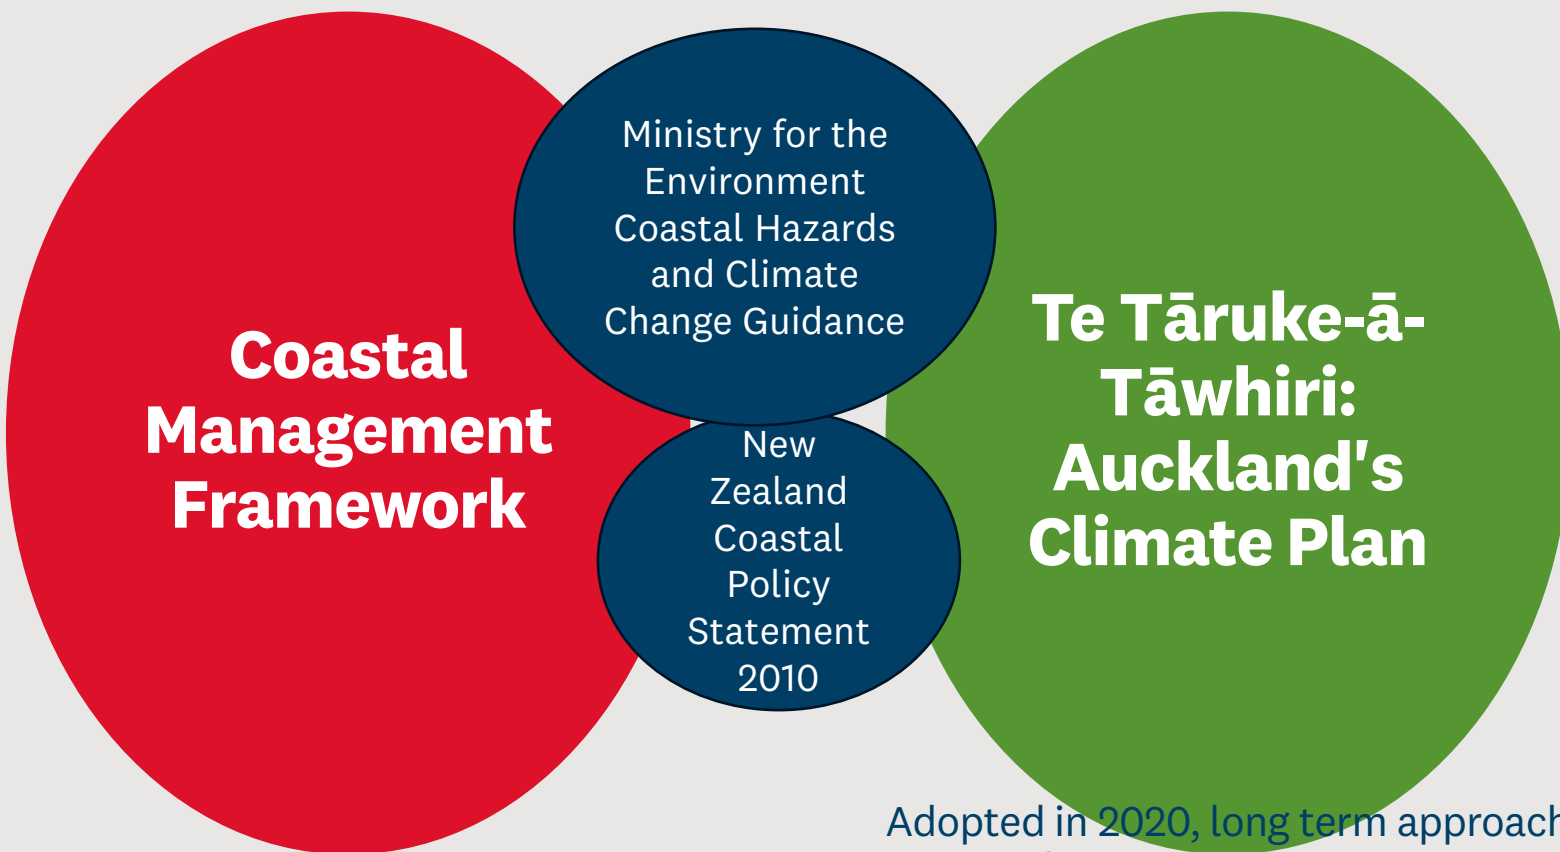 Coastal
Management
Framework
Ministry for the
Environment
Coastal Hazards
and Climate
Change Guidance
New
Zealand
Coastal
Policy
Statement
2010
Te Tāruke-ā-
Tāwhiri:
Auckland's
Climate Plan
Adopted in 2020, long term approach